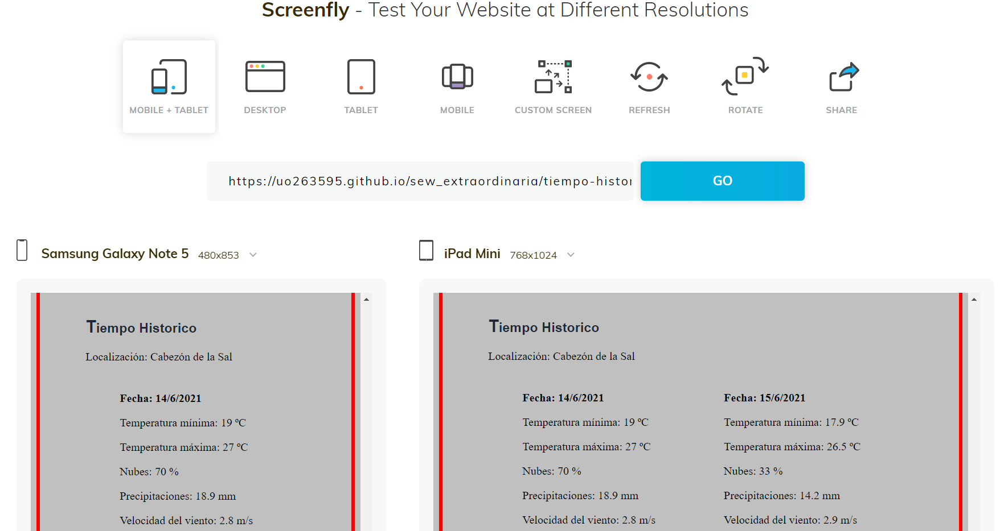 Screenfly - Test Your Website at Different Resolutions
MOBILE + TABLET
DESKTOP
TABLET
MOBILE
CUSTOM SCREEN
REFRESH
ROTATE
SHARE
https://uo263595.github.io/sew_extraordinaria/tiempo-histor
GO
Samsung Galaxy Note 5 480x853
Tiempo Historico
Localización: Cabezón de la Sal
Fecha: 14/6/2021
Temperatura mínima: 19 ºC
Temperatura máxima: 27 ºC
Nubes: 70 %
Precipitaciones: 18.9 mm
Velocidad del viento: 2.8 m/s
iPad Mini 768x1024
Tiempo Historico
Localización: Cabezón de la Sal
Fecha: 14/6/2021
Temperatura mínima: 19 ºC
Temperatura máxima: 27 ºC
Nubes: 70 %
Precipitaciones: 18.9 mm
Velocidad del viento: 2.8 m/s
Fecha: 15/6/2021
Temperatura mínima: 17.9 ºC
Temperatura máxima: 26.5 ºC
Nubes: 33 %
Precipitaciones: 14.2 mm
Velocidad del viento: 2.9 m/s